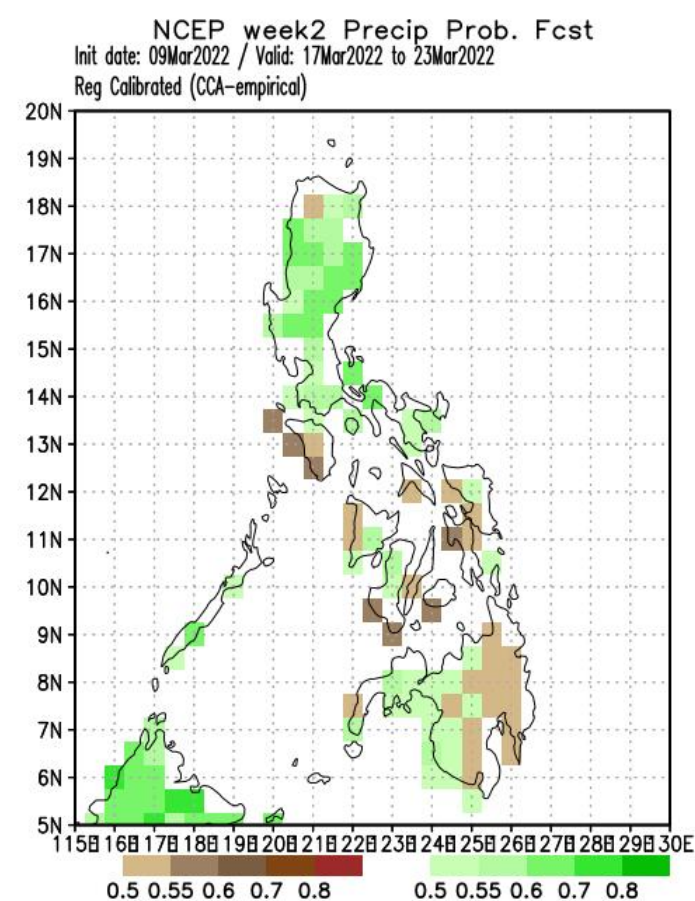 NCEP week2 Precip Prob. Fcst
Init date: 09Mar2022 / Valid: 17Mar2022 to 23Mar2022
Reg Calibrated (CCA-empirical)
20N
19N
18N
17N
16N
15N
14N
13N
12N
11N
10N
9N
8N
7N
6N
5N
115E 116E 117E 118E 119E 120E 121E 122E 123E 124E 125E 126E 127E 128E 129E 130E
0.5 0.55 0.6 0.7 0.8 0.5 0.55 0.6 0.7 0.8